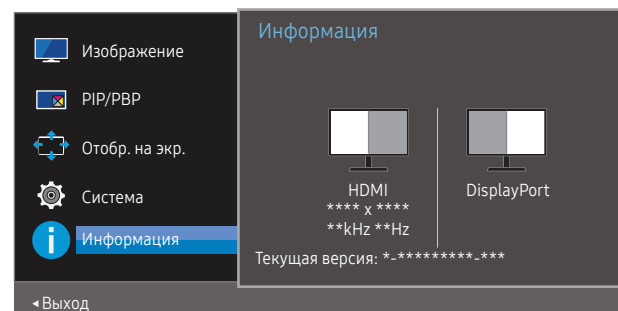 Изображение
PIP/PBP
Отобр. на экр.
Система
Информация
Информация
HDMI
**** x ****
**kHz **Hz
DisplayPort
Текущая версия: *-*********-***
◂ Выход